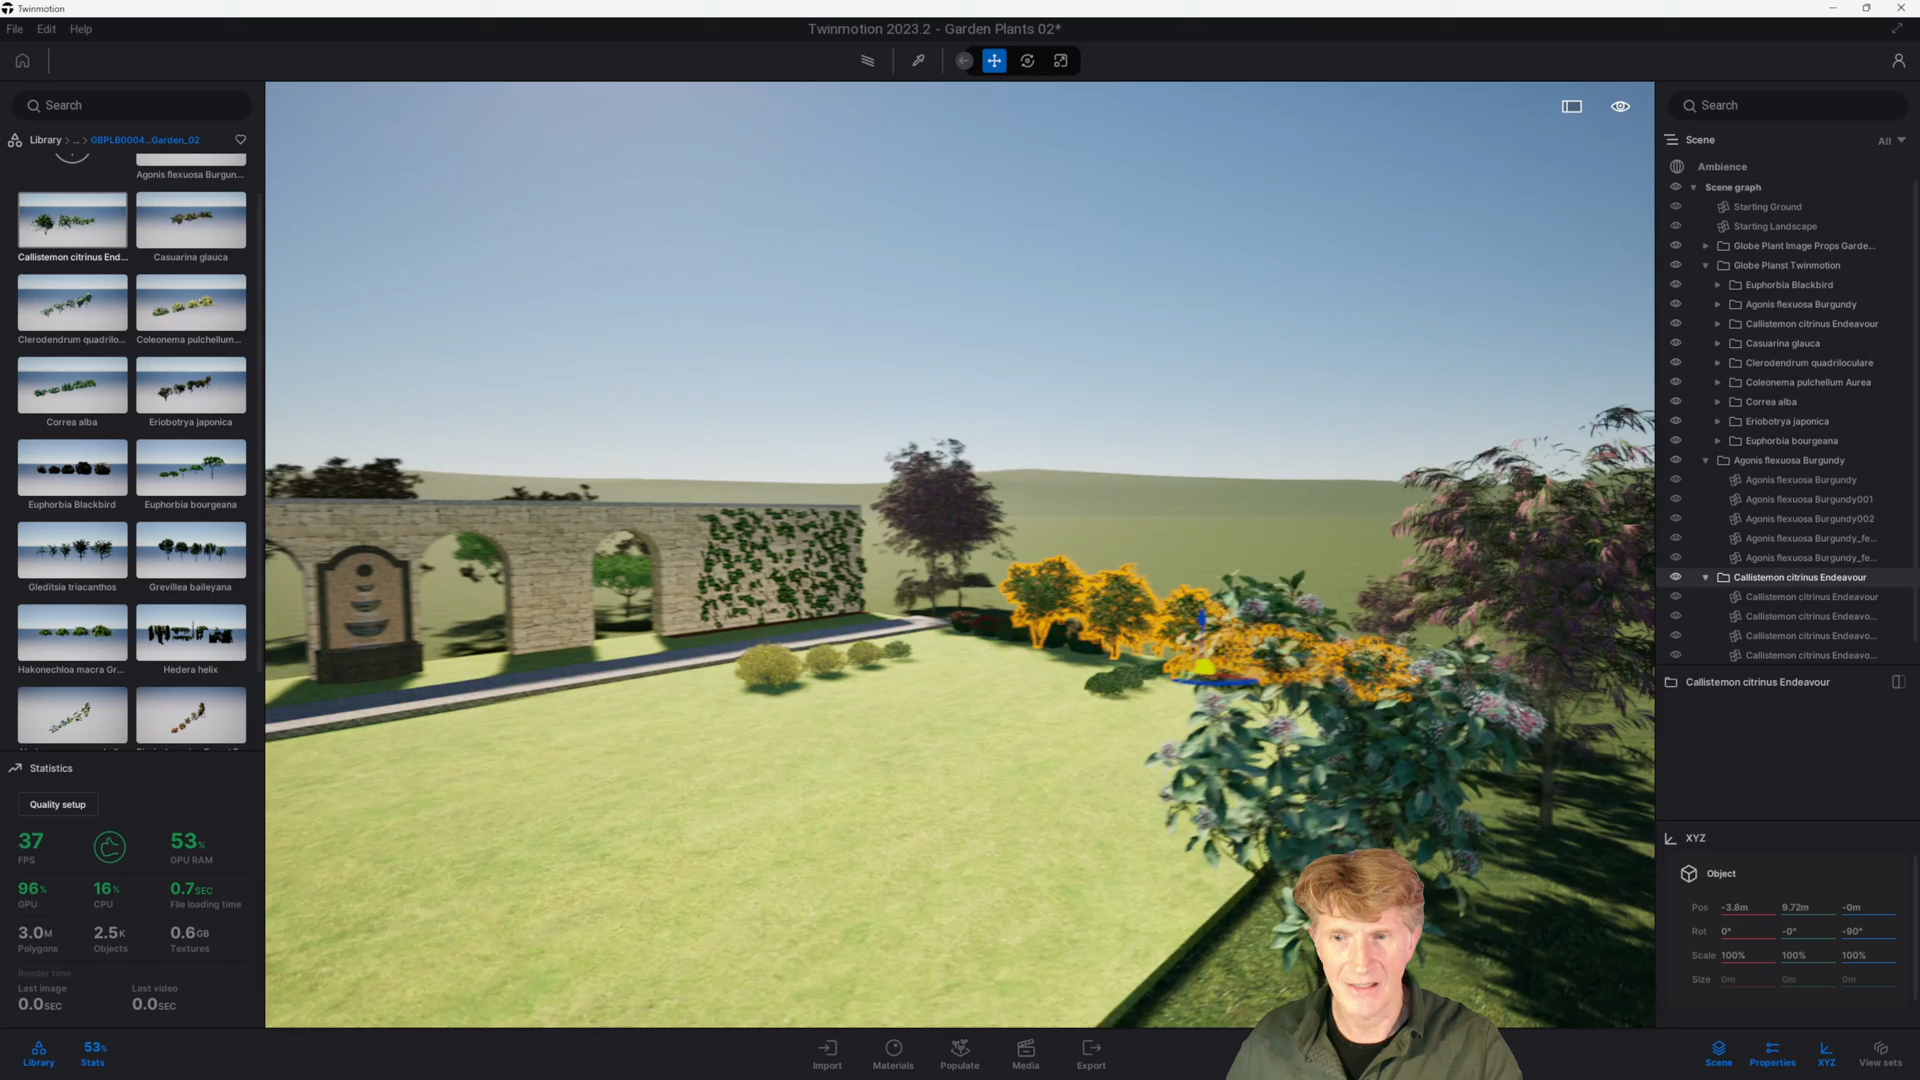 Twinmotion
File Edit Help
Twinmotion 2023.2 - Garden Plants 02*
Search
Library > ... > GBPLB0004...Garden_02
Agonis flexuosa Burgun...
Callistemon citrinus End...
Casuarina glauca
Clerodendrum quadrilo...
Coleonema pulchellum...
Correa alba
Eriobotrya japonica
Euphorbia Blackbird
Euphorbia bourgeana
Gleditsia triacanthos
Grevillea baileyana
Hakonechloa macra Gr...
Hedera helix
Statistics
Quality setup
37
FPS
53%
GPU RAM
96%
GPU
16%
CPU
0.7SEC
File loading time
3.0M
Polygons
2.5K
Objects
0.6GB
Textures
Render time
Last image
0.0SEC
Last video
0.0SEC
Library
53%
Stats
Import
Materials
Populate
Media
Export
Search
Scene
All
Ambience
Scene graph
Starting Ground
Starting Landscape
Globe Plant Image Props Garde...
Globe Planst Twinmotion
Euphorbia Blackbird
Agonis flexuosa Burgundy
Callistemon citrinus Endeavour
Casuarina glauca
Clerodendrum quadriloculare
Coleonema pulchellum Aurea
Correa alba
Eriobotrya japonica
Euphorbia bourgeana
Agonis flexuosa Burgundy
Agonis flexuosa Burgundy
Agonis flexuosa Burgundy001
Agonis flexuosa Burgundy002
Agonis flexuosa Burgundy_fe...
Agonis flexuosa Burgundy_fe...
Callistemon citrinus Endeavour
Callistemon citrinus Endeavour
Callistemon citrinus Endeavo...
Callistemon citrinus Endeavo...
Callistemon citrinus Endeavo...
Callistemon citrinus Endeavour
XYZ
Object
Pos -3.8m 9.72m -0m
Rot 0° -0° -90°
Scale 100% 100% 100%
Size 0m 0m 0m
Scene
Properties
XYZ
View sets